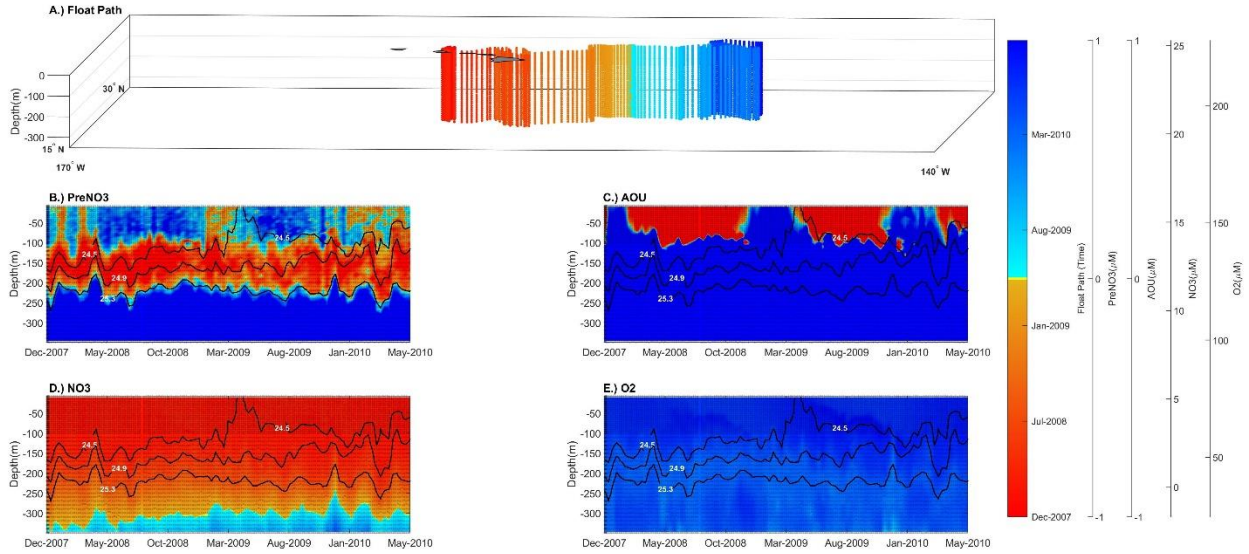 A.) Float Path
0
-100
-200
-300
Depth(m)
30° N
15° N
170° W
140° W
B.) PreNO3
-50
-100
-150
-200
-250
-300
Depth(m)
24.5
24.5
24.9
25.3
Dec-2007 May-2008 Oct-2008 Mar-2009 Aug-2009 Jan-2010 May-2010
C.) AOU
-50
-100
-150
-200
-250
-300
Depth(m)
24.5
24.5
24.9
25.3
Dec-2007 May-2008 Oct-2008 Mar-2009 Aug-2009 Jan-2010 May-2010
D.) NO3
-50
-100
-150
-200
-250
-300
Depth(m)
24.5
24.5
24.9
25.3
Dec-2007 May-2008 Oct-2008 Mar-2009 Aug-2009 Jan-2010 May-2010
E.) O2
-50
-100
-150
-200
-250
-300
Depth(m)
24.5
24.5
24.9
25.3
Dec-2007 May-2008 Oct-2008 Mar-2009 Aug-2009 Jan-2010 May-2010
Mar-2010
Aug-2009
Jan-2009
Jul-2008
Dec-2007
Float Path (Time)
1
0
-1
PreNO3(μM)
1
0
-1
AOU(μM)
25
20
15
10
5
0
NO3(μM)
200
150
100
50
O2(μM)